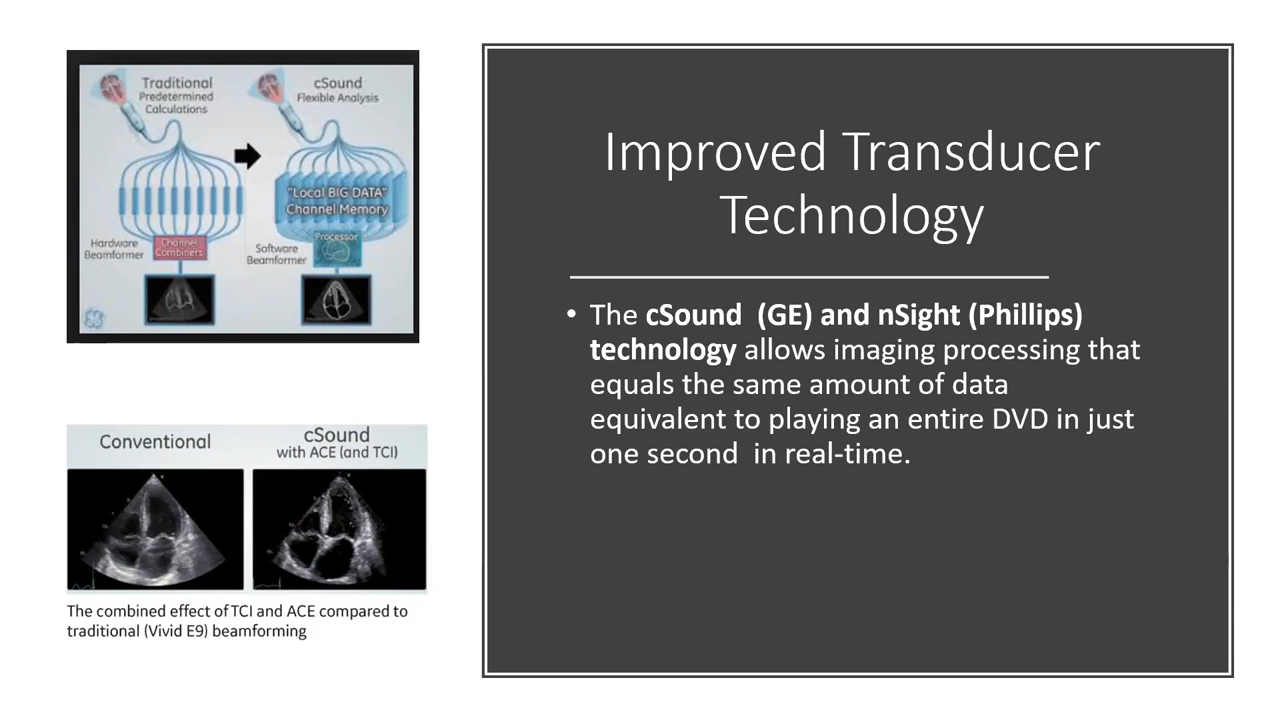 Traditional
Predetermined
Calculations
cSound
Flexible Analysis
"Local BIG DATA"
Channel Memory
Hardware
Beamformer
Channel
Combiners
Software
Beamformer
Processor
Conventional
cSound
with ACE (and TCI)
The combined effect of TCI and ACE compared to
traditional (Vivid E9) beamforming
Improved Transducer
Technology
• The cSound (GE) and nSight (Phillips)
technology allows imaging processing that
equals the same amount of data
equivalent to playing an entire DVD in just
one second in real-time.